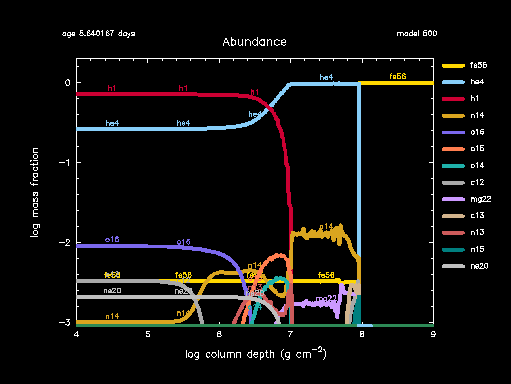 age 5.640167 days
model 600
Abundance
fe56
he4
h1
n14
o16
o15
o14
c12
mg22
c13
n13
n15
ne20
h1 h1 h1
he4 he4 he4 he4
fe56
o16 o16
n14 n14
fe56 fe56 fe56
ne20 ne20
mg22
n14
0
−1
−2
−3
4 5 6 7 8 9
log mass fraction
log column depth (g cm−2)